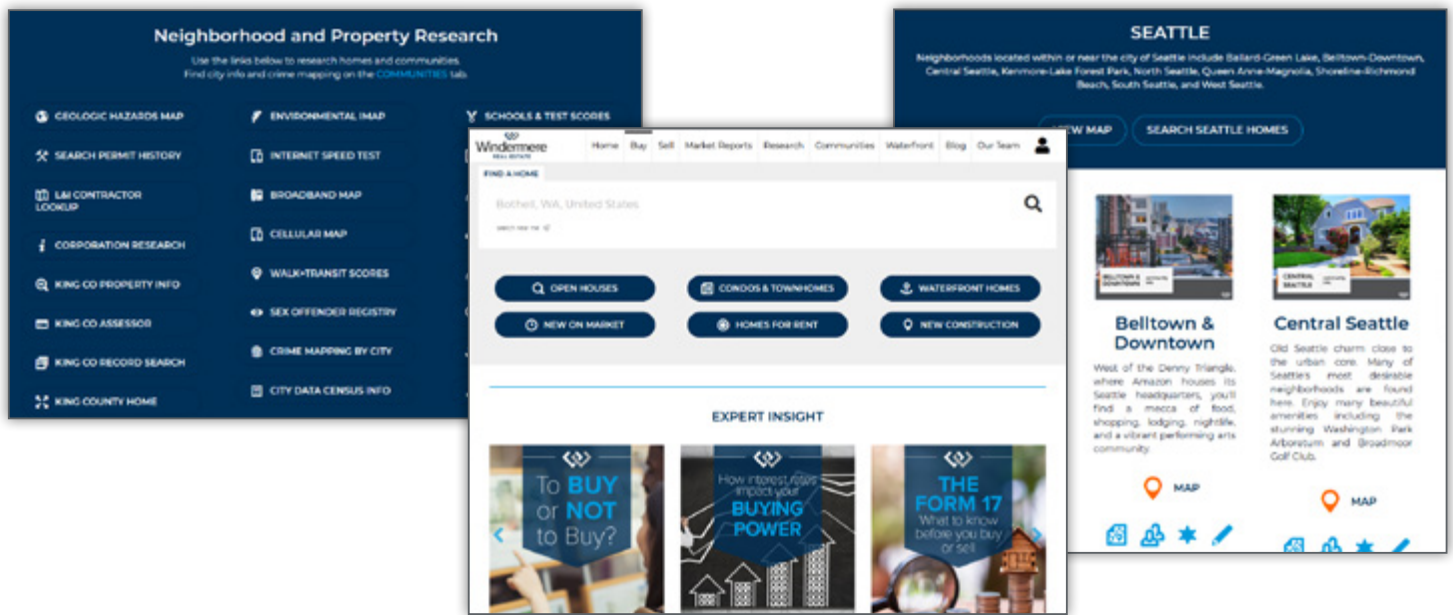 Neighborhood and Property Research
Use the links below to research homes and communities.
Find city info and crime mapping on the COMMUNITIES tab.
GEOLOGIC HAZARDS MAP
SEARCH PERMIT HISTORY
L&I CONTRACTOR
LOOKUP
CORPORATION RESEARCH
KING CO PROPERTY INFO
KING CO ASSESSOR
KING CO RECORD SEARCH
KING COUNTY HOME
ENVIRONMENTAL IMAP
INTERNET SPEED TEST
BROADBAND MAP
CELLULAR MAP
WALK+TRANSIT SCORES
SEX OFFENDER REGISTRY
CRIME MAPPING BY CITY
CITY DATA CENSUS INFO
SCHOOLS & TEST SCORES
Windermere
REAL ESTATE
Home Buy Sell Market Reports Research Communities Waterfront Blog Our Team
FIND A HOME
Bothell, WA, United States
search near me
OPEN HOUSES
CONDOS & TOWNHOMES
WATERFRONT HOMES
NEW ON MARKET
HOMES FOR RENT
NEW CONSTRUCTION
EXPERT INSIGHT
To BUY
or NOT
to Buy?
How interest rates
impact your
BUYING
POWER
THE
FORM 17
What to know
before you buy
or sell
SEATTLE
Neighborhoods located within or near the city of Seattle include Ballard-Green Lake, Belltown-Downtown,
Central Seattle, Kenmore-Lake Forest Park, North Seattle, Queen Anne-Magnolia, Shoreline-Richmond
Beach, South Seattle, and West Seattle.
VIEW MAP
SEARCH SEATTLE HOMES
BELLTOWN &
DOWNTOWN
CENTRAL
SEATTLE
Belltown &
Downtown
West of the Denny Triangle,
where Amazon houses its
Seattle headquarters, you'll
find a mecca of food,
shopping, lodging, nightlife,
and a vibrant performing arts
community.
MAP
Central Seattle
Old Seattle charm close to
the urban core. Many of
Seattle's most desirable
neighborhoods are found
here. Enjoy many beautiful
amenities including the
stunning Washington Park
Arboretum and Broadmoor
Golf Club.
MAP